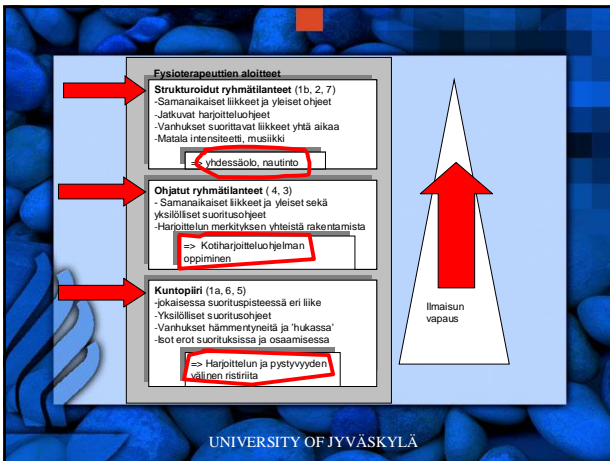 Fysioterapeuttien aloitteet
Strukturoidut ryhmätilanteet (1b, 2, 7)
-Samanaikaiset liikkeet ja yleiset ohjeet
-Jatkuvat harjoitteluohjeet
-Vanhukset suorittavat liikkeet yhtä aikaa
-Matala intensiteetti, musiikki
=> yhdessäolo, nautinto
Ohjatut ryhmätilanteet ( 4, 3)
- Samanaikaiset liikkeet ja yleiset sekä
yksilölliset suoritusohjeet
-Harjoittelun merkityksen yhteistä rakentamista
=> Kotiharjoitteluohjelman
oppiminen
Kuntopiiri (1a, 6, 5)
-jokaisessa suorituspisteessä eri liike
-Yksilölliset suoritusohjeet
-Vanhukset hämmentyneitä ja ´hukassa'
-Isot erot suorituksissa ja osaamisessa
=> Harjoittelun ja pystyvyyden
välinen ristiriita
Ilmaisun
vapaus
UNIVERSITY OF JYVÄSKYLÄ